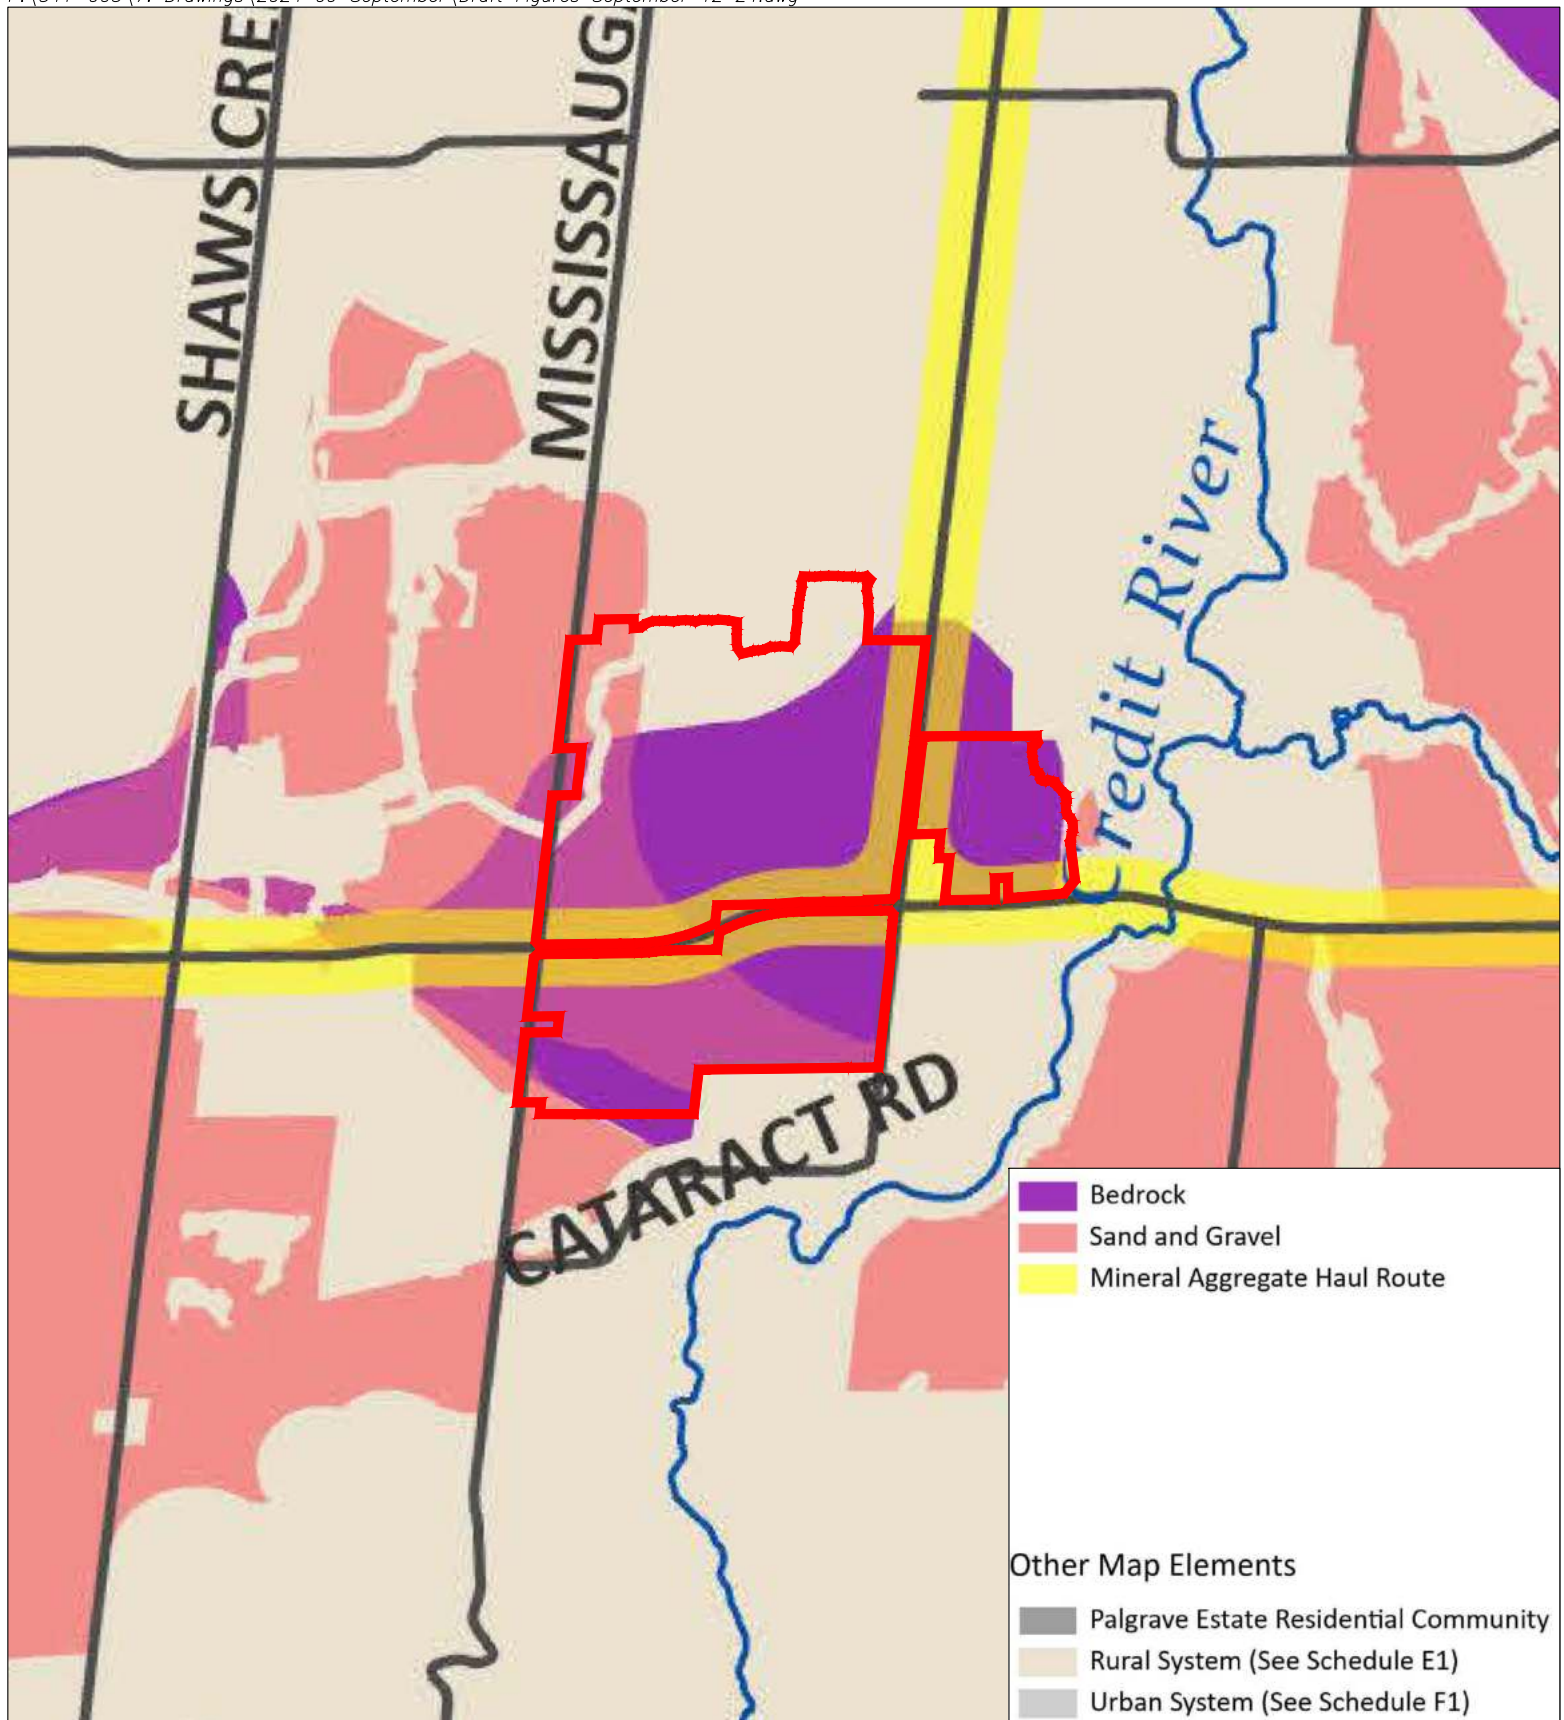 SHAWS CRE
MISSISSAUG
Credit River
CATARACT RD
Bedrock
Sand and Gravel
Mineral Aggregate Haul Route
Other Map Elements
Palgrave Estate Residential Community
Rural System (See Schedule E1)
Urban System (See Schedule F1)